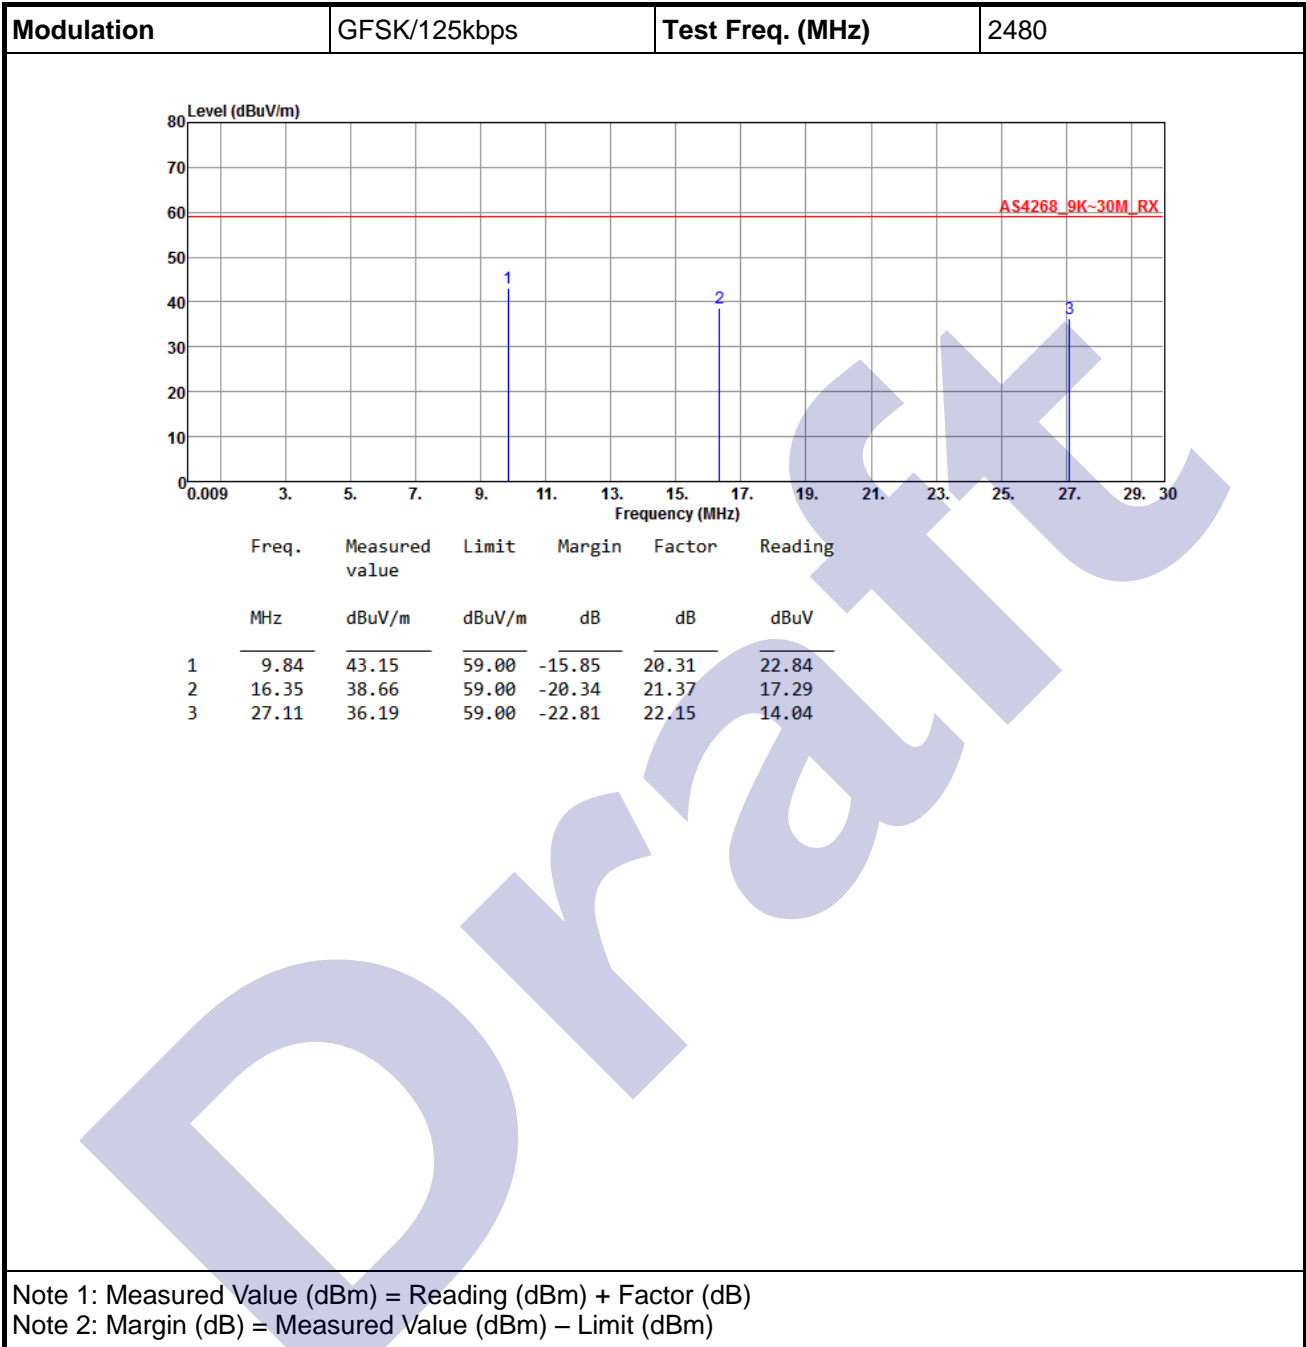 Modulation GFSK/125kbps Test Freq. (MHz) 2480
Level (dBuV/m)
80
70
60
AS4268_9K~30M_RX
50
1
40
2
3
30
20
10
0
0.009 3. 5. 7. 9. 11. 13. 15. 17. 19. 21. 23. 25. 27. 29. 30
Frequency (MHz)
Freq. Measured Limit Margin Factor Reading
value
MHz dBuV/m dBuV/m dB dB dBuV
1 9.84 43.15 59.00 -15.85 20.31 22.84
2 16.35 38.66 59.00 -20.34 21.37 17.29
3 27.11 36.19 59.00 -22.81 22.15 14.04
Draft
Note 1: Measured Value (dBm) = Reading (dBm) + Factor (dB)
Note 2: Margin (dB) = Measured Value (dBm) – Limit (dBm)